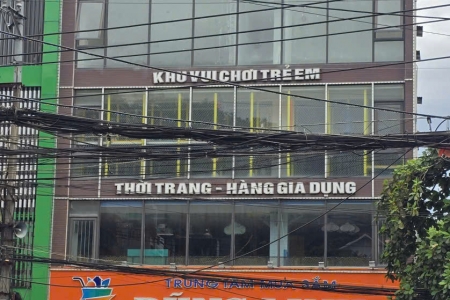 KHU VUI CHƠI TRẺ EM
THỜI TRANG - HÀNG GIA DỤNG
TRUNG TÂM MUA SẮM